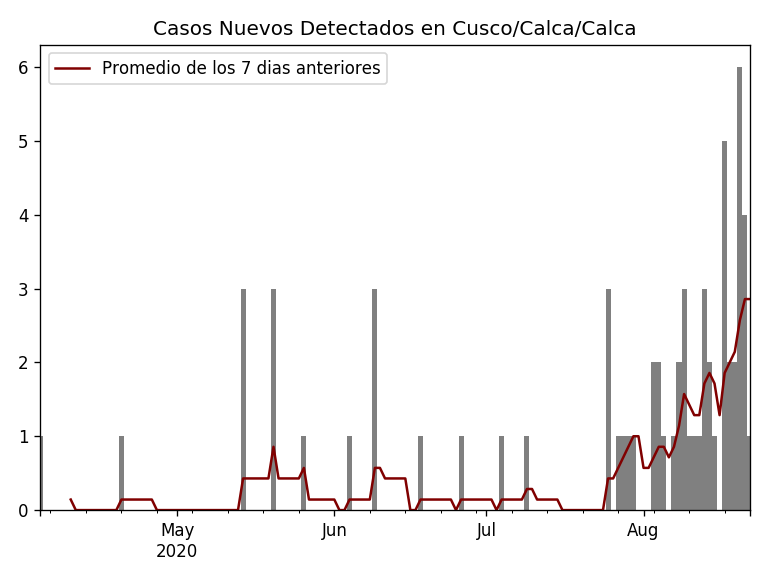 Casos Nuevos Detectados en Cusco/Calca/Calca
Promedio de los 7 dias anteriores
6
5
4
3
2
1
0
May
2020
Jun
Jul
Aug